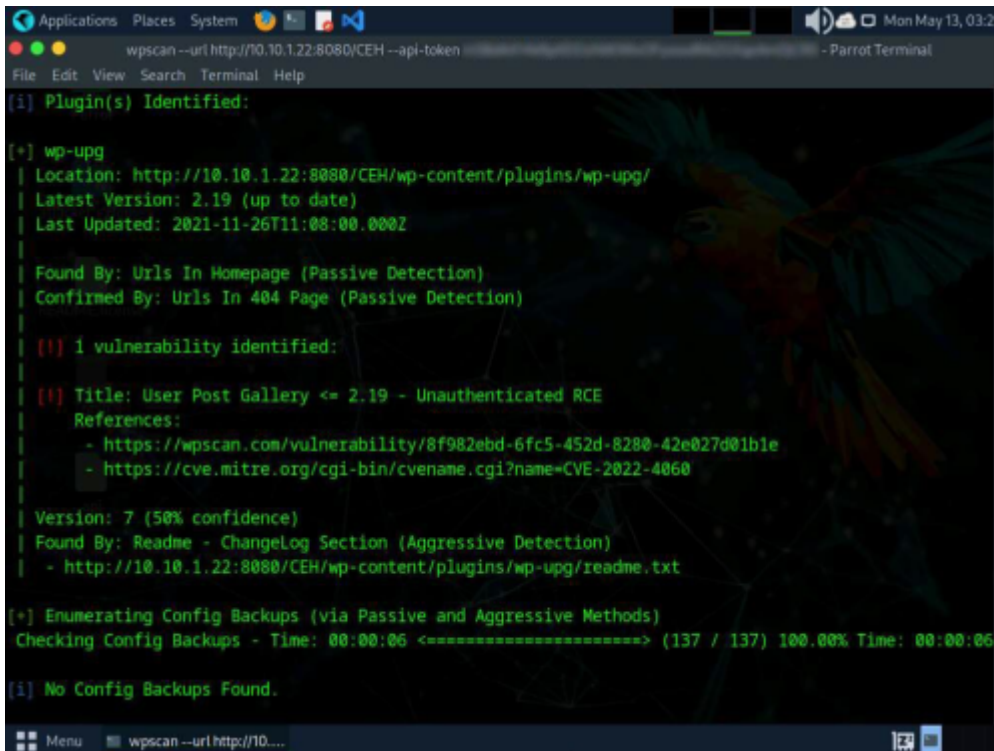 Applications Places System Mon May 13, 03:2
wpscan --url http://10.10.1.22:8080/CEH --api-token - Parrot Terminal
File Edit View Search Terminal Help
[i] Plugin(s) Identified:
[+] wp-upg
| Location: http://10.10.1.22:8080/CEH/wp-content/plugins/wp-upg/
| Latest Version: 2.19 (up to date)
| Last Updated: 2021-11-26T11:08:00.000Z
|
| Found By: Urls In Homepage (Passive Detection)
| Confirmed By: Urls In 404 Page (Passive Detection)
|
| [!] 1 vulnerability identified:
|
| [!] Title: User Post Gallery <= 2.19 - Unauthenticated RCE
| References:
| - https://wpscan.com/vulnerability/8f982ebd-6fc5-452d-8280-42e027d01b1e
| - https://cve.mitre.org/cgi-bin/cvename.cgi?name=CVE-2022-4060
|
| Version: 7 (50% confidence)
| Found By: Readme - ChangeLog Section (Aggressive Detection)
| - http://10.10.1.22:8080/CEH/wp-content/plugins/wp-upg/readme.txt
[+] Enumerating Config Backups (via Passive and Aggressive Methods)
Checking Config Backups - Time: 00:00:06 <=======================> (137 / 137) 100.00% Time: 00:00:06
[i] No Config Backups Found.
Menu wpscan --url http://10....